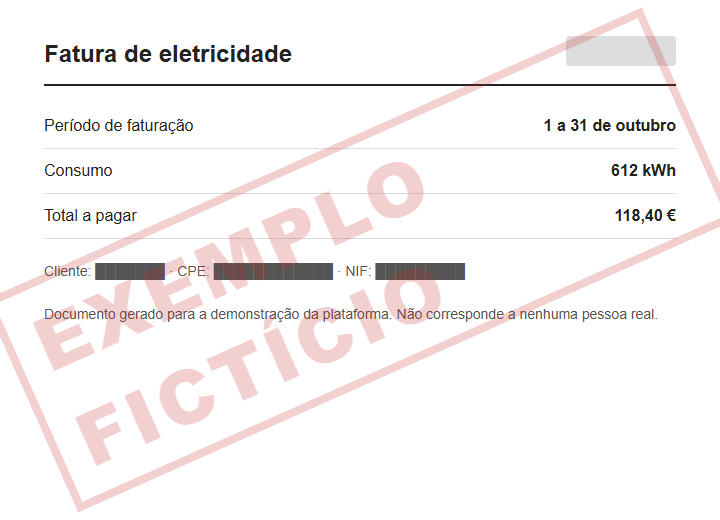 Fatura de eletricidade
Período de faturação 1 a 31 de outubro
Consumo 612 kWh
Total a pagar 118,40 €
Cliente: ███████ · CPE: ████████████ · NIF: █████████
Documento gerado para a demonstração da plataforma. Não corresponde a nenhuma pessoa real.
EXEMPLO
FICTÍCIO